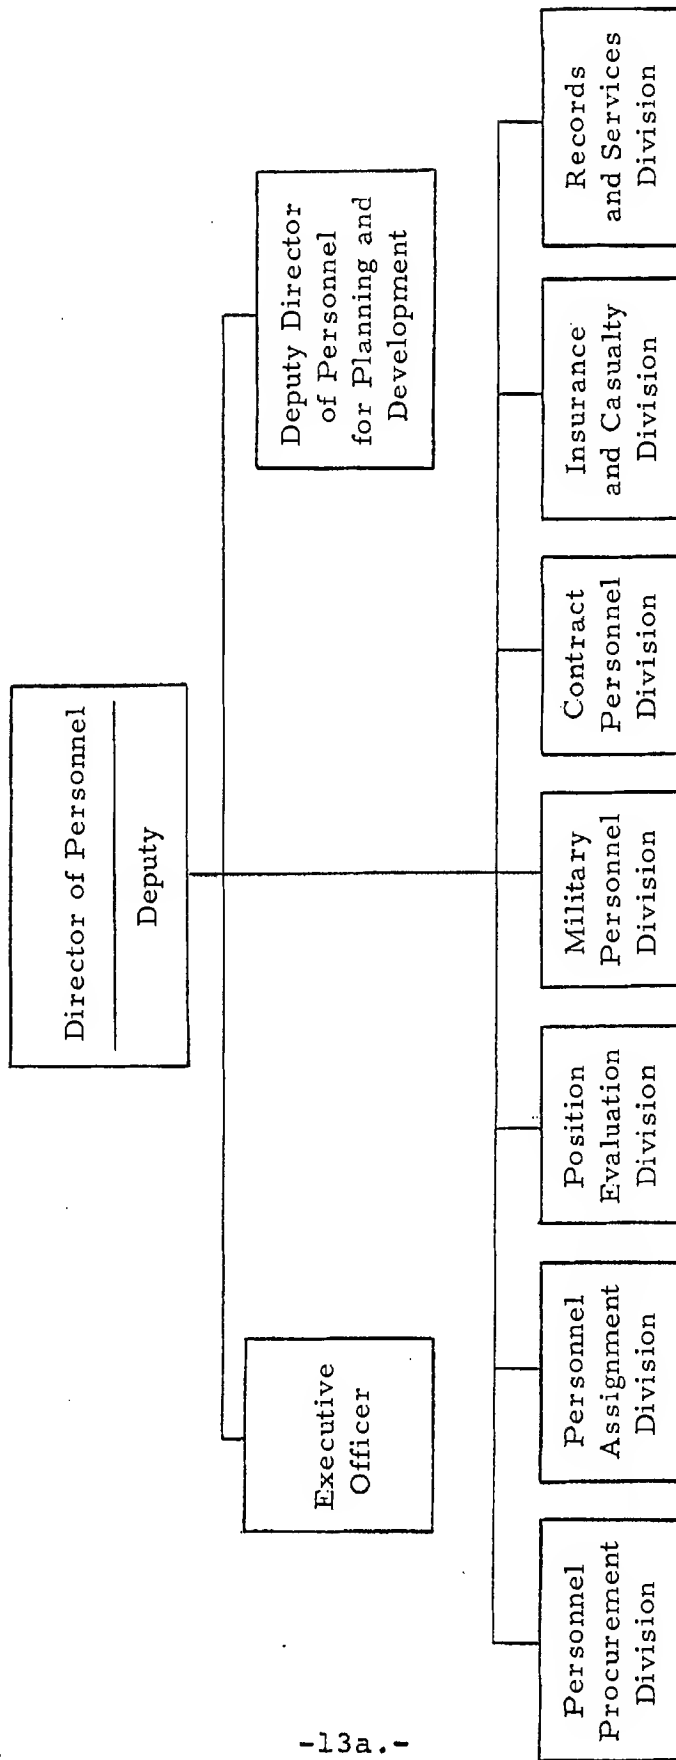 Director of Personnel
Deputy
Executive
Officer
Deputy Director
of Personnel
for Planning and
Development
Personnel
Procurement
Division
Personnel
Assignment
Division
Position
Evaluation
Division
Military
Personnel
Division
Contract
Personnel
Division
Insurance
and Casualty
Division
Records
and Services
Division
-13a.-